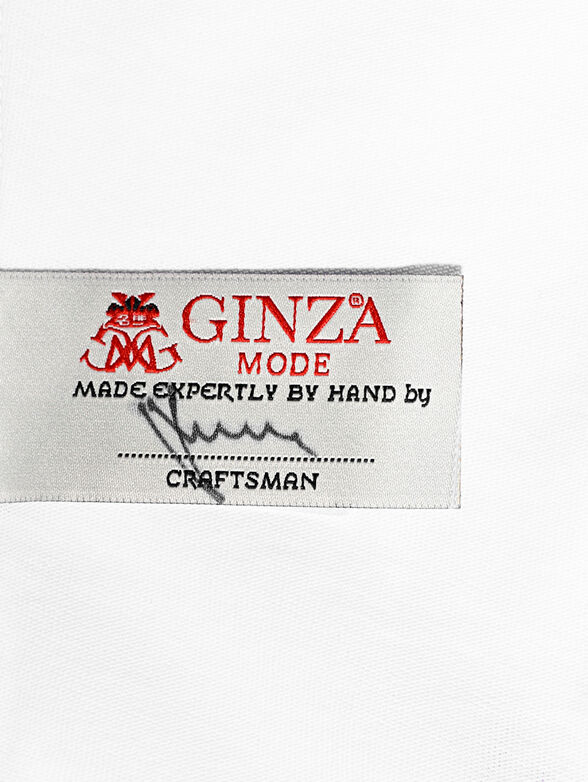 GINZA®
MODE
MADE EXPERTLY BY HAND by
CRAFTSMAN